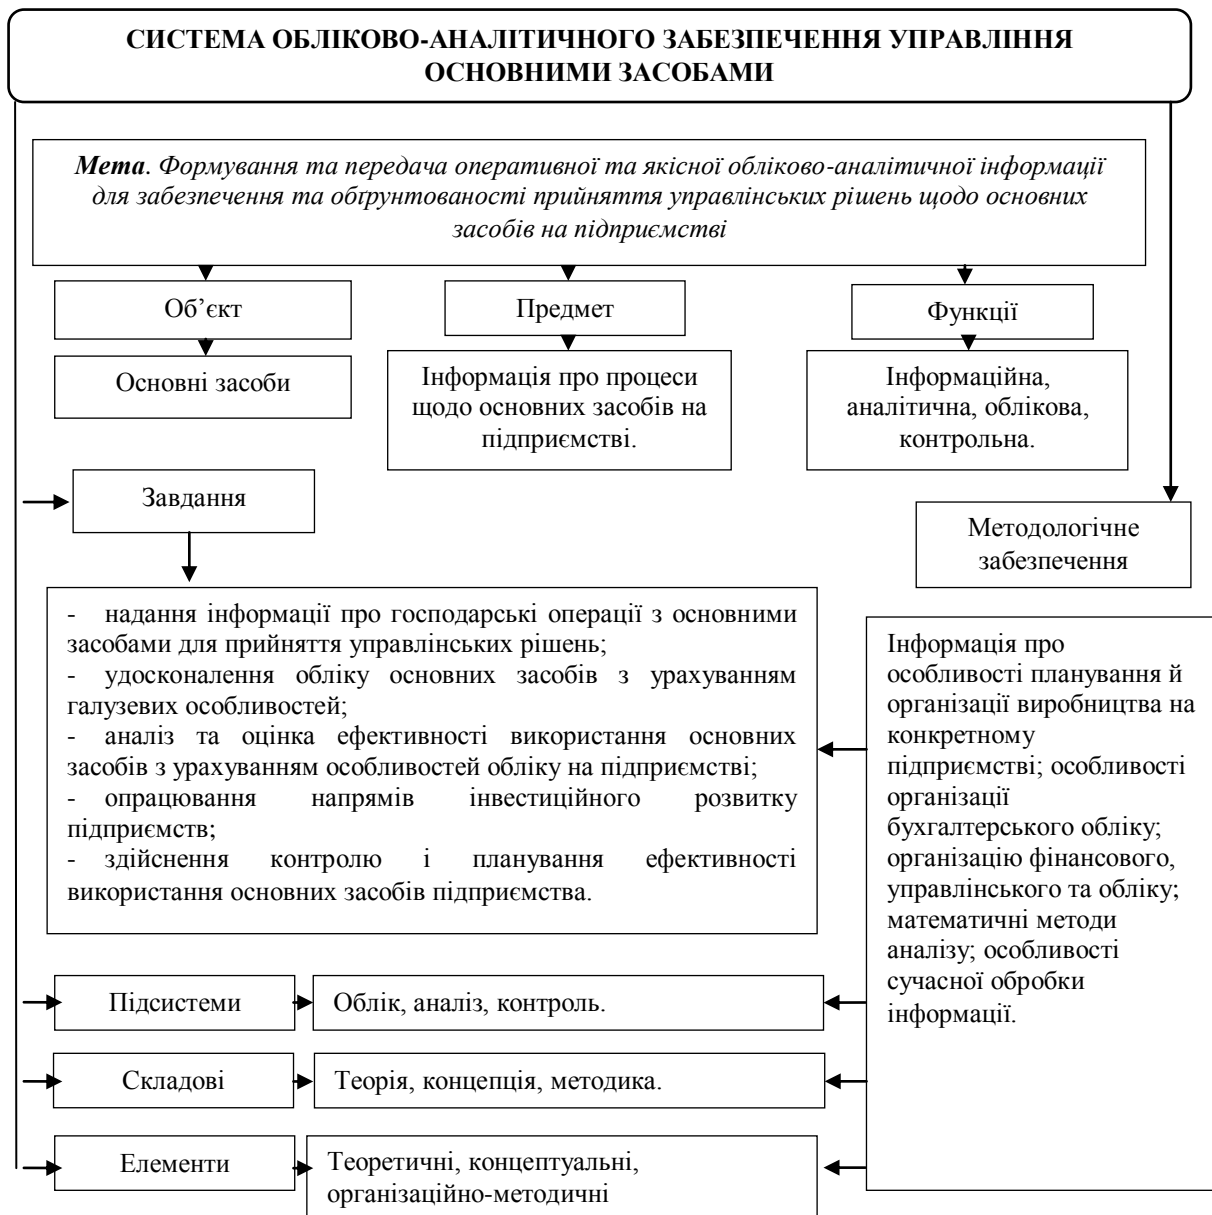 СИСТЕМА ОБЛІКОВО-АНАЛІТИЧНОГО ЗАБЕЗПЕЧЕННЯ УПРАВЛІННЯ
ОСНОВНИМИ ЗАСОБАМИ
Мета. Формування та передача оперативної та якісної обліково-аналітичної інформації
для забезпечення та обґрунтованості прийняття управлінських рішень щодо основних
засобів на підприємстві
Об’єкт
Предмет
Функції
Основні засоби
Інформація про процеси
щодо основних засобів на
підприємстві.
Інформаційна,
аналітична, облікова,
контрольна.
Завдання
Методологічне
забезпечення
- надання інформації про господарські операції з основними
засобами для прийняття управлінських рішень;
- удосконалення обліку основних засобів з урахуванням
галузевих особливостей;
- аналіз та оцінка ефективності використання основних
засобів з урахуванням особливостей обліку на підприємстві;
- опрацювання напрямів інвестиційного розвитку
підприємств;
- здійснення контролю і планування ефективності
використання основних засобів підприємства.
Інформація про
особливості планування й
організації виробництва на
конкретному
підприємстві; особливості
організації
бухгалтерського обліку;
організацію фінансового,
управлінського та обліку;
математичні методи
аналізу; особливості
сучасної обробки
інформації.
Підсистеми
Облік, аналіз, контроль.
Складові
Теорія, концепція, методика.
Елементи
Теоретичні, концептуальні,
організаційно-методичні